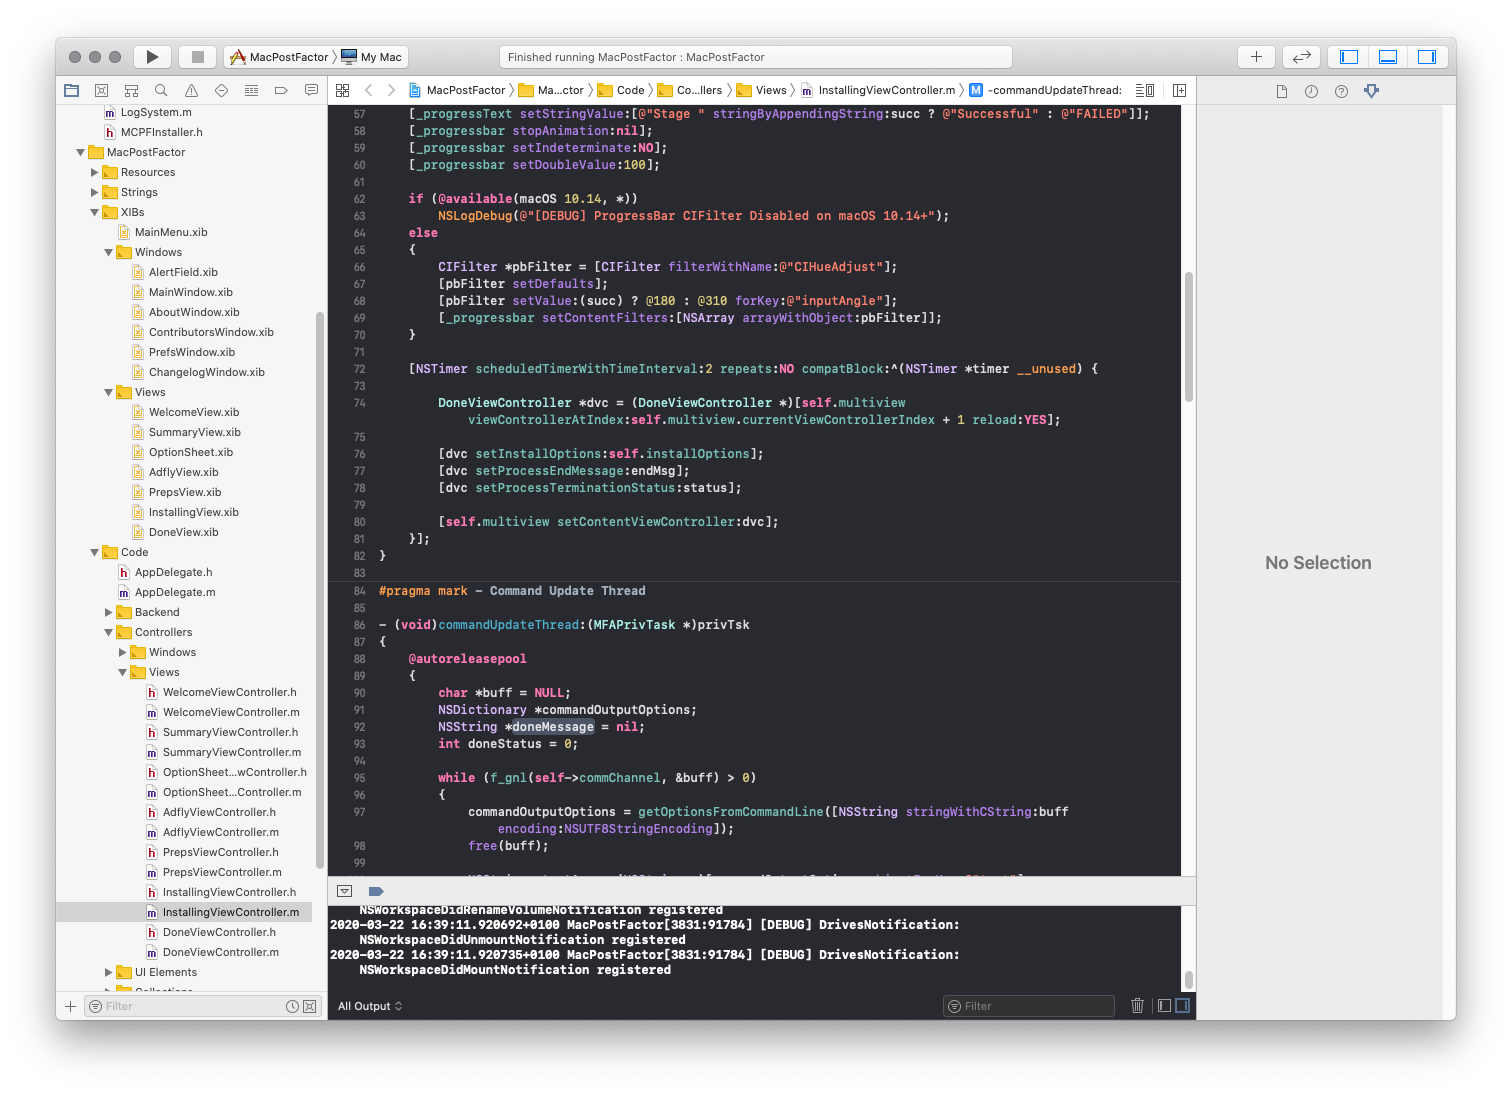 MacPostFactor 〉 My Mac
Finished running MacPostFactor : MacPostFactor
MacPostFactor 〉 Ma...ctor 〉 Code 〉 Co...llers 〉 Views 〉 InstallingViewController.m 〉 M -commandUpdateThread:
LogSystem.m
MCPFInstaller.h
MacPostFactor
Resources
Strings
XIBs
MainMenu.xib
Windows
AlertField.xib
MainWindow.xib
AboutWindow.xib
ContributorsWindow.xib
PrefsWindow.xib
ChangelogWindow.xib
Views
WelcomeView.xib
SummaryView.xib
OptionSheet.xib
AdflyView.xib
PrepsView.xib
InstallingView.xib
DoneView.xib
Code
AppDelegate.h
AppDelegate.m
Backend
Controllers
Windows
Views
WelcomeViewController.h
WelcomeViewController.m
SummaryViewController.h
SummaryViewController.m
OptionSheet...wController.h
OptionSheet...Controller.m
AdflyViewController.h
AdflyViewController.m
PrepsViewController.h
PrepsViewController.m
InstallingViewController.h
InstallingViewController.m
DoneViewController.h
DoneViewController.m
UI Elements
Filter
57 [_progressText setStringValue:[@"Stage " stringByAppendingString:succ ? @"Successful" : @"FAILED"]];
58 [_progressbar stopAnimation:nil];
59 [_progressbar setIndeterminate:NO];
60 [_progressbar setDoubleValue:100];
61
62 if (@available(macOS 10.14, *))
63 NSLogDebug(@"[DEBUG] ProgressBar CIFilter Disabled on macOS 10.14+");
64 else
65 {
66 CIFilter *pbFilter = [CIFilter filterWithName:@"CIHueAdjust"];
67 [pbFilter setDefaults];
68 [pbFilter setValue:(succ) ? @180 : @310 forKey:@"inputAngle"];
69 [_progressbar setContentFilters:[NSArray arrayWithObject:pbFilter]];
70 }
71
72 [NSTimer scheduledTimerWithTimeInterval:2 repeats:NO compatBlock:^(NSTimer *timer __unused) {
73
74 DoneViewController *dvc = (DoneViewController *)[self.multiview
viewControllerAtIndex:self.multiview.currentViewControllerIndex + 1 reload:YES];
75
76 [dvc setInstallOptions:self.installOptions];
77 [dvc setProcessEndMessage:endMsg];
78 [dvc setProcessTerminationStatus:status];
79
80 [self.multiview setContentViewController:dvc];
81 }];
82 }
83
84 #pragma mark - Command Update Thread
85
86 - (void)commandUpdateThread:(MFAPrivTask *)privTsk
87 {
88 @autoreleasepool
89 {
90 char *buff = NULL;
91 NSDictionary *commandOutputOptions;
92 NSString *doneMessage = nil;
93 int doneStatus = 0;
94
95 while (f_gnl(self->commChannel, &buff) > 0)
96 {
97 commandOutputOptions = getOptionsFromCommandLine([NSString stringWithCString:buff
encoding:NSUTF8StringEncoding]);
98 free(buff);
99
NSWorkspaceDidRenameVolumeNotification registered
2020-03-22 16:39:11.920692+0100 MacPostFactor[3831:91784] [DEBUG] DrivesNotification:
NSWorkspaceDidUnmountNotification registered
2020-03-22 16:39:11.920735+0100 MacPostFactor[3831:91784] [DEBUG] DrivesNotification:
NSWorkspaceDidMountNotification registered
All Output
Filter
No Selection